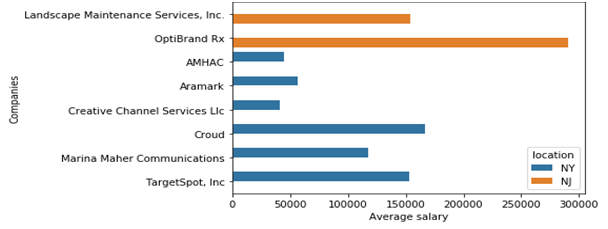 Landscape Maintenance Services, Inc.
OptiBrand Rx
AMHAC
Aramark
Creative Channel Services Llc
Croud
Marina Maher Communications
TargetSpot, Inc
Companies
location
NY
NJ
0 50000 100000 150000 200000 250000 300000
Average salary